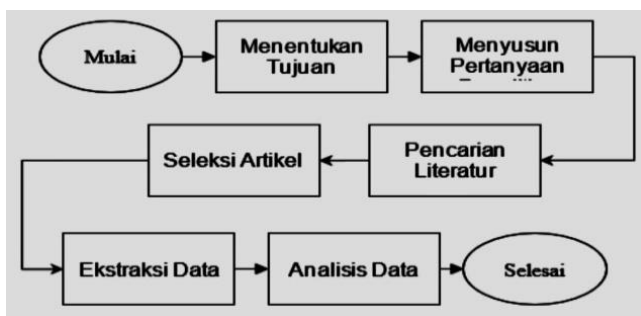 Mulai
Menentukan
Tujuan
Menyusun
Pertanyaan
Seleksi Artikel
Pencarian
Literatur
Ekstraksi Data
Analisis Data
Selesai